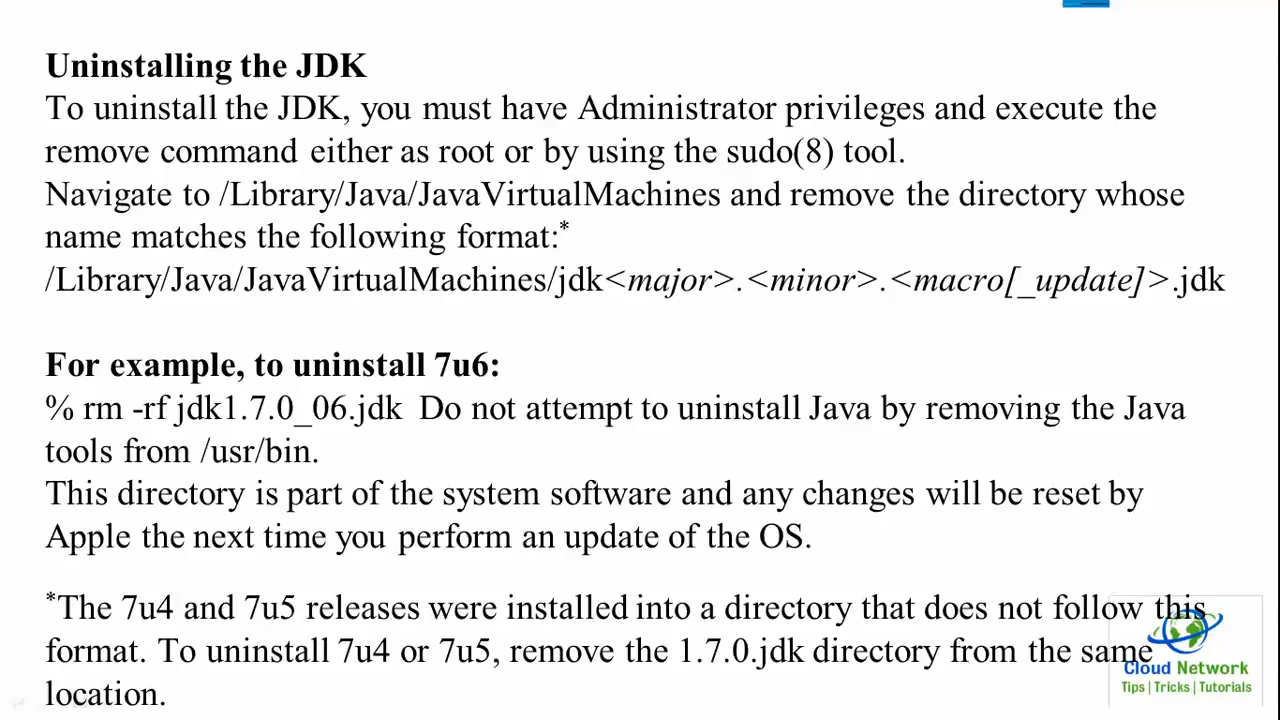 Uninstalling the JDK
To uninstall the JDK, you must have Administrator privileges and execute the
remove command either as root or by using the sudo(8) tool.
Navigate to /Library/Java/JavaVirtualMachines and remove the directory whose
name matches the following format:*
/Library/Java/JavaVirtualMachines/jdk<major>.<minor>.<macro[_update]>.jdk
For example, to uninstall 7u6:
% rm -rf jdk1.7.0_06.jdk Do not attempt to uninstall Java by removing the Java
tools from /usr/bin.
This directory is part of the system software and any changes will be reset by
Apple the next time you perform an update of the OS.
*The 7u4 and 7u5 releases were installed into a directory that does not follow this
format. To uninstall 7u4 or 7u5, remove the 1.7.0.jdk directory from the same
location.
Cloud Network
Tips | Tricks | Tutorials